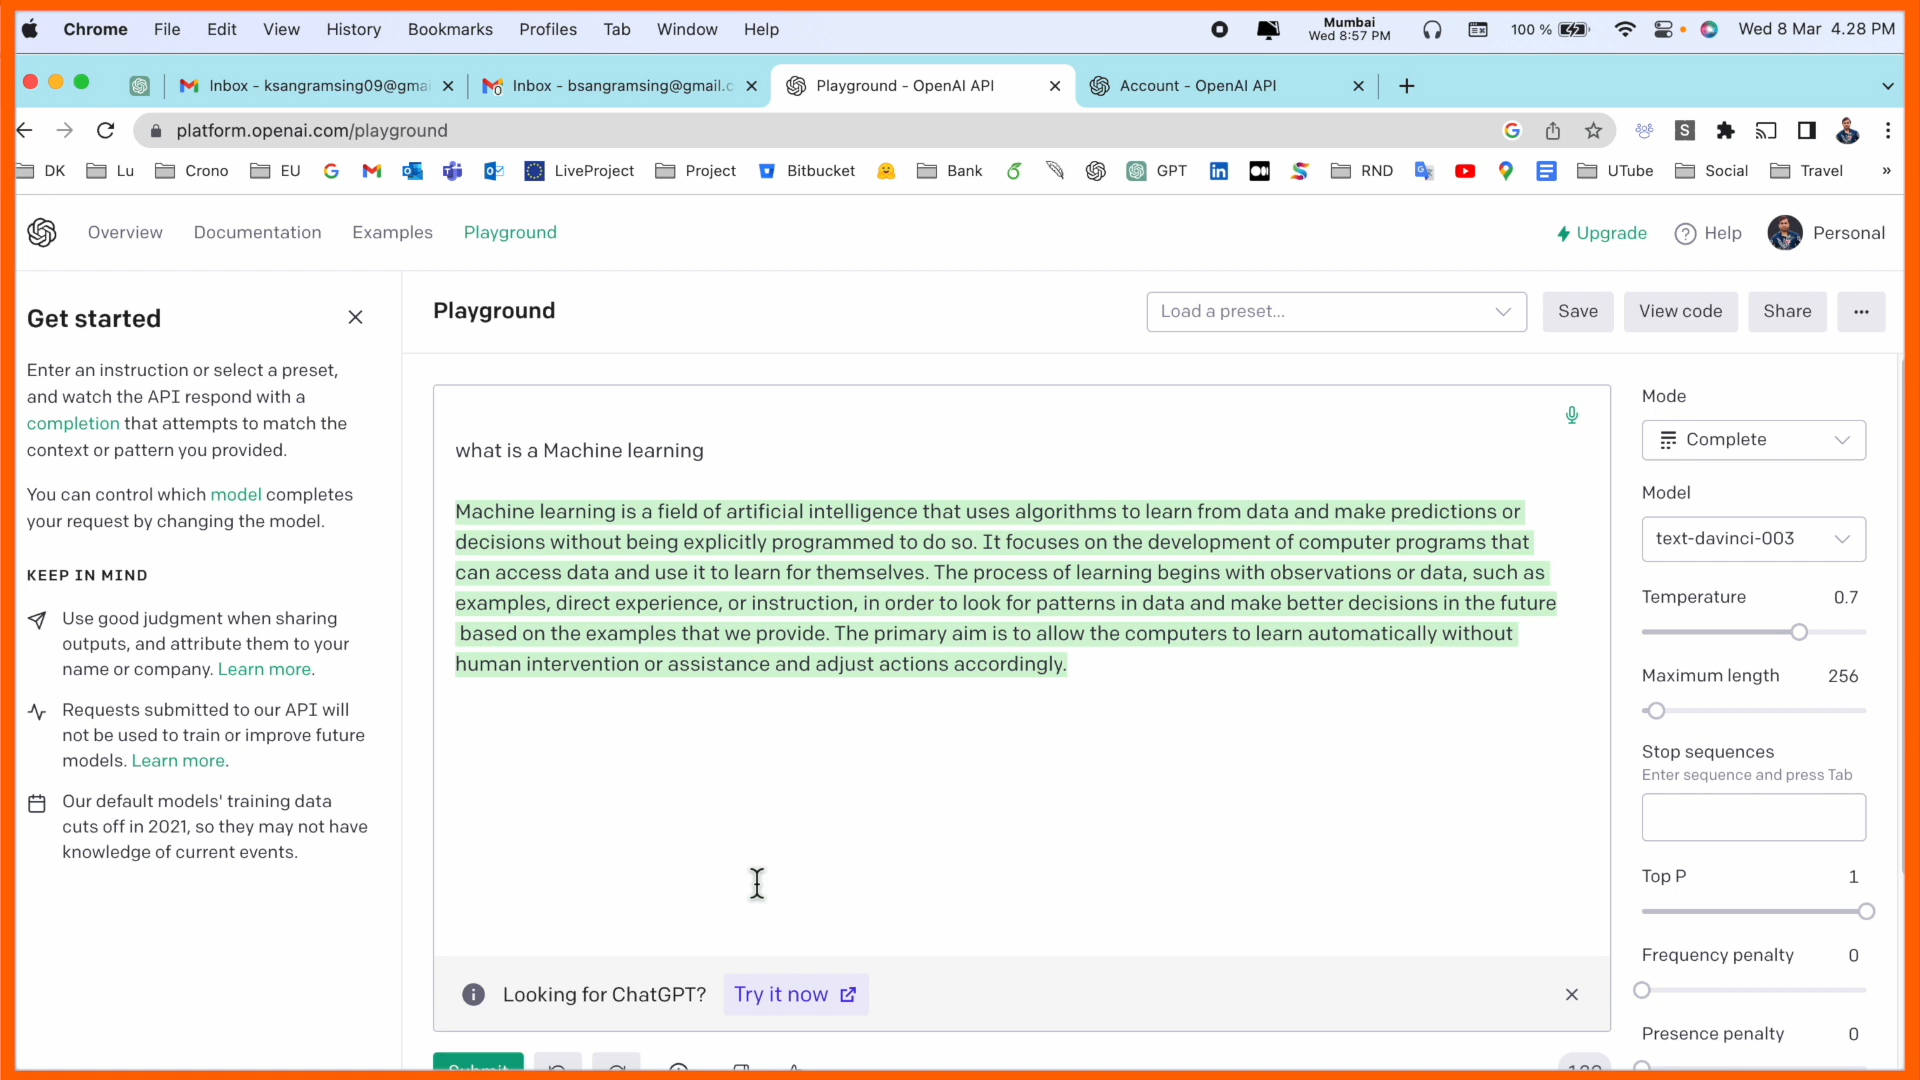 Chrome File Edit View History Bookmarks Profiles Tab Window Help
Mumbai
Wed 8:57 PM
100 %
Wed 8 Mar 4.28 PM
Inbox - ksangramsing09@gmai
Inbox - bsangramsing@gmail.c
Playground - OpenAI API
Account - OpenAI API
platform.openai.com/playground
DK Lu Crono EU LiveProject Project Bitbucket Bank GPT RND UTube Social Travel »
Overview Documentation Examples Playground
Upgrade Help Personal
Get started
Enter an instruction or select a preset,
and watch the API respond with a
completion that attempts to match the
context or pattern you provided.
You can control which model completes
your request by changing the model.
KEEP IN MIND
Use good judgment when sharing
outputs, and attribute them to your
name or company. Learn more.
Requests submitted to our API will
not be used to train or improve future
models. Learn more.
Our default models' training data
cuts off in 2021, so they may not have
knowledge of current events.
Playground
Load a preset...
Save View code Share ...
what is a Machine learning
Machine learning is a field of artificial intelligence that uses algorithms to learn from data and make predictions or
decisions without being explicitly programmed to do so. It focuses on the development of computer programs that
can access data and use it to learn for themselves. The process of learning begins with observations or data, such as
examples, direct experience, or instruction, in order to look for patterns in data and make better decisions in the future
based on the examples that we provide. The primary aim is to allow the computers to learn automatically without
human intervention or assistance and adjust actions accordingly.
Looking for ChatGPT? Try it now
Submit
Mode
Complete
Model
text-davinci-003
Temperature 0.7
Maximum length 256
Stop sequences
Enter sequence and press Tab
Top P 1
Frequency penalty 0
Presence penalty 0